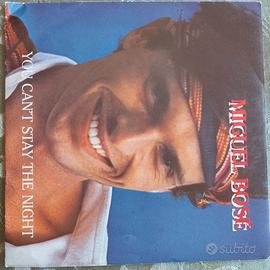 MIGUEL BOSÉ
YOU CAN'T STAY THE NIGHT
subito